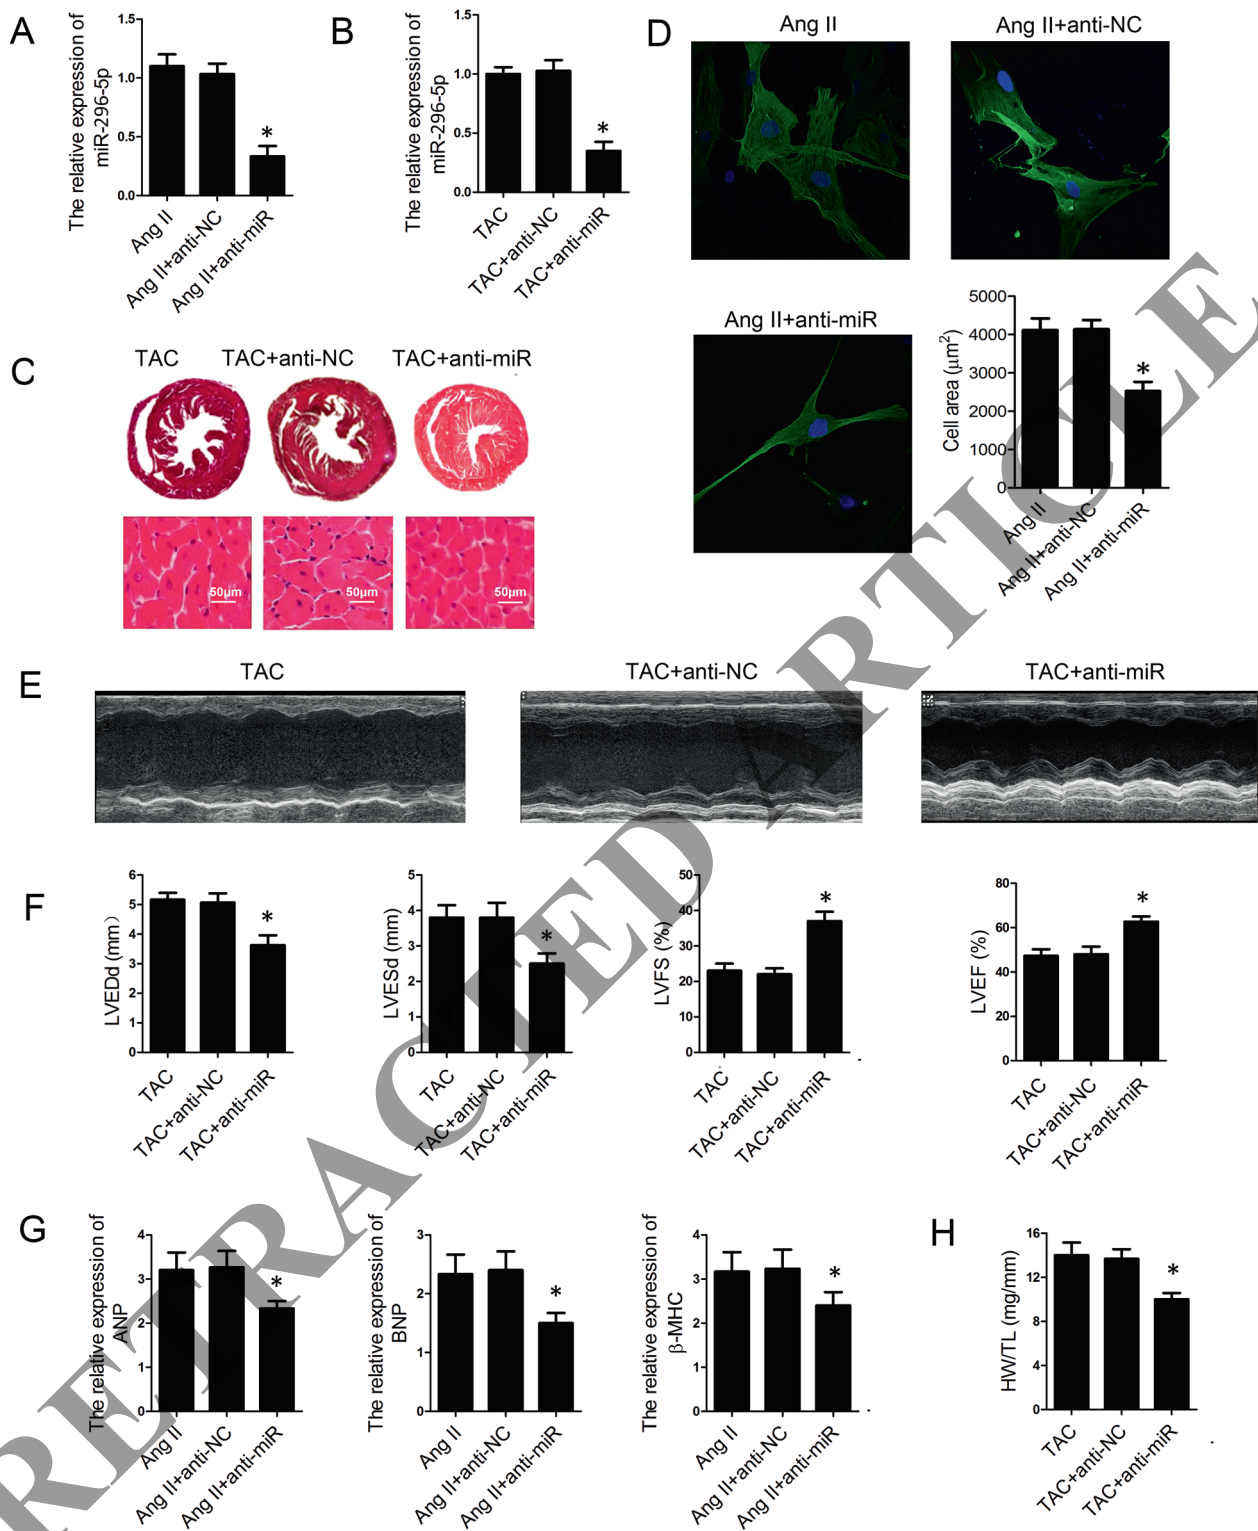 A
The relative expression of
miR-296-5p
1.5
1.0
0.5
0.0
Ang II
Ang II+anti-NC
Ang II+anti-miR
*
B
The relative expression of
miR-296-5p
1.5
1.0
0.5
0.0
TAC
TAC+anti-NC
TAC+anti-miR
*
C
TAC
TAC+anti-NC
TAC+anti-miR
50μm
50μm
50μm
D
Ang II
Ang II+anti-NC
Ang II+anti-miR
Cell area (μm²)
5000
4000
3000
2000
1000
0
Ang II
Ang II+anti-NC
Ang II+anti-miR
*
E
TAC
TAC+anti-NC
TAC+anti-miR
F
LVEDd (mm)
6
5
4
3
2
1
0
TAC
TAC+anti-NC
TAC+anti-miR
*
LVESd (mm)
5
4
3
2
1
0
TAC
TAC+anti-NC
TAC+anti-miR
*
LVFS (%)
50
40
30
20
10
0
TAC
TAC+anti-NC
TAC+anti-miR
*
LVEF (%)
80
60
40
20
0
TAC
TAC+anti-NC
TAC+anti-miR
*
G
The relative expression of
ANP
4
3
2
1
0
Ang II
Ang II+anti-NC
Ang II+anti-miR
*
The relative expression of
BNP
3
2
1
0
Ang II
Ang II+anti-NC
Ang II+anti-miR
*
The relative expression of
β-MHC
4
3
2
1
0
Ang II
Ang II+anti-NC
Ang II+anti-miR
*
H
HW/TL (mg/mm)
16
12
8
4
0
TAC
TAC+anti-NC
TAC+anti-miR
*
RETRACTED ARTICLE